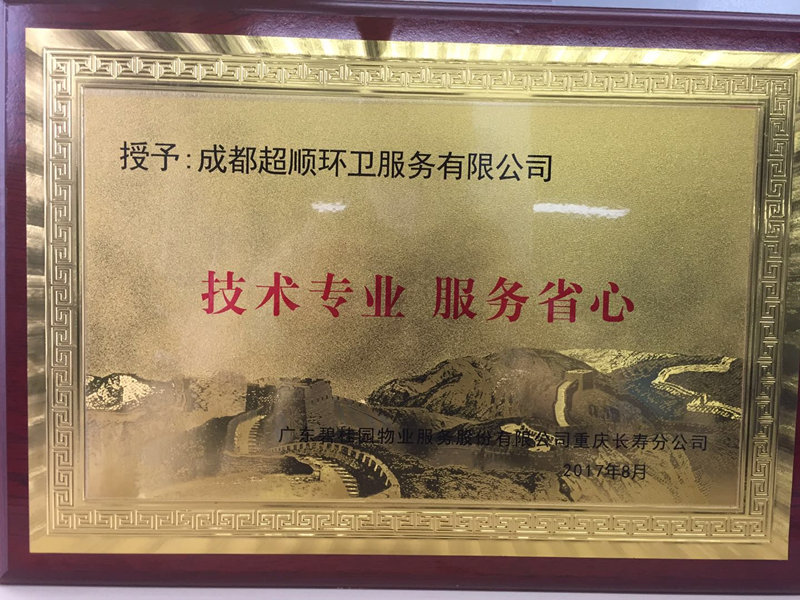 授予:成都超顺环卫服务有限公司
技术专业 服务省心
广东碧桂园物业服务股份有限公司重庆长寿分公司
2017年8月